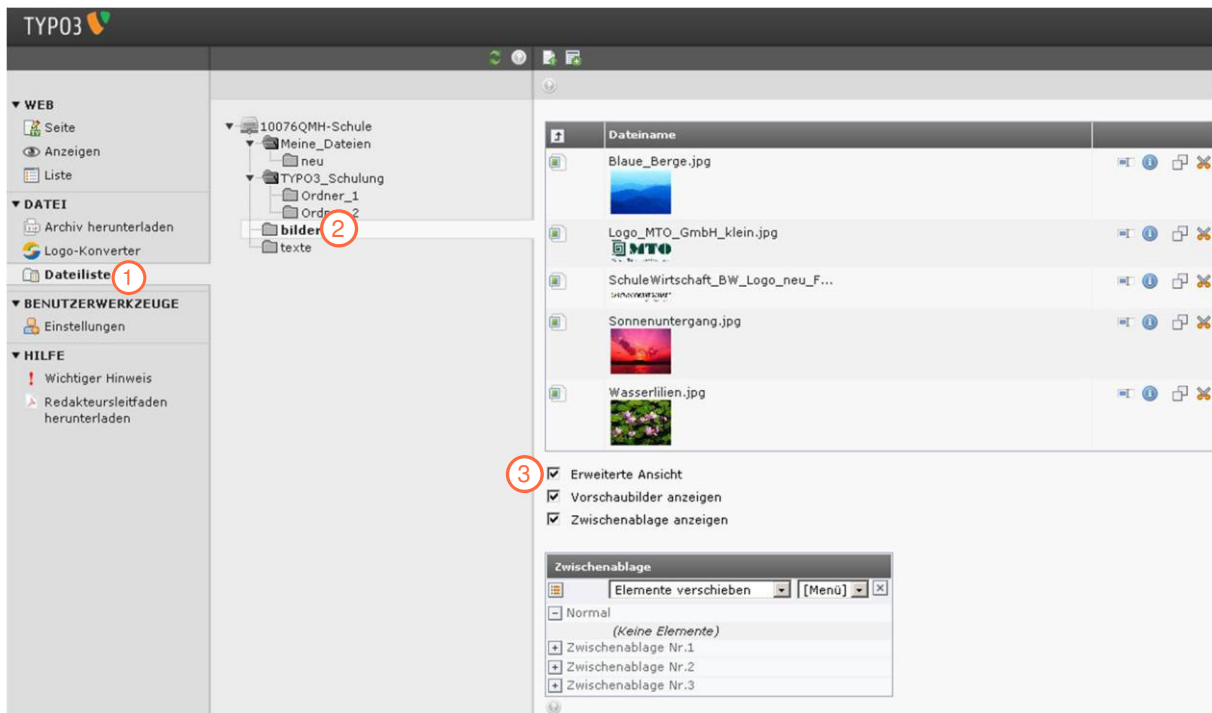 TYPO3
WEB
Seite
Anzeigen
Liste
DATEI
Archiv herunterladen
Logo-Konverter
Dateiliste
1
BENUTZERWERKZEUGE
Einstellungen
HILFE
Wichtiger Hinweis
Redakteursleitfaden
herunterladen
10076QMH-Schule
Meine_Dateien
neu
TYPO3_Schulung
Ordner_1
Ordner_2
bilder
2
texte
Dateiname
Blaue_Berge.jpg
Logo_MTO_GmbH_klein.jpg
MTO
SchuleWirtschaft_BW_Logo_neu_F...
Sonnenuntergang.jpg
Wasserlilien.jpg
3
Erweiterte Ansicht
Vorschaubilder anzeigen
Zwischenablage anzeigen
Zwischenablage
Elemente verschieben [Menü]
Normal
(Keine Elemente)
Zwischenablage Nr.1
Zwischenablage Nr.2
Zwischenablage Nr.3